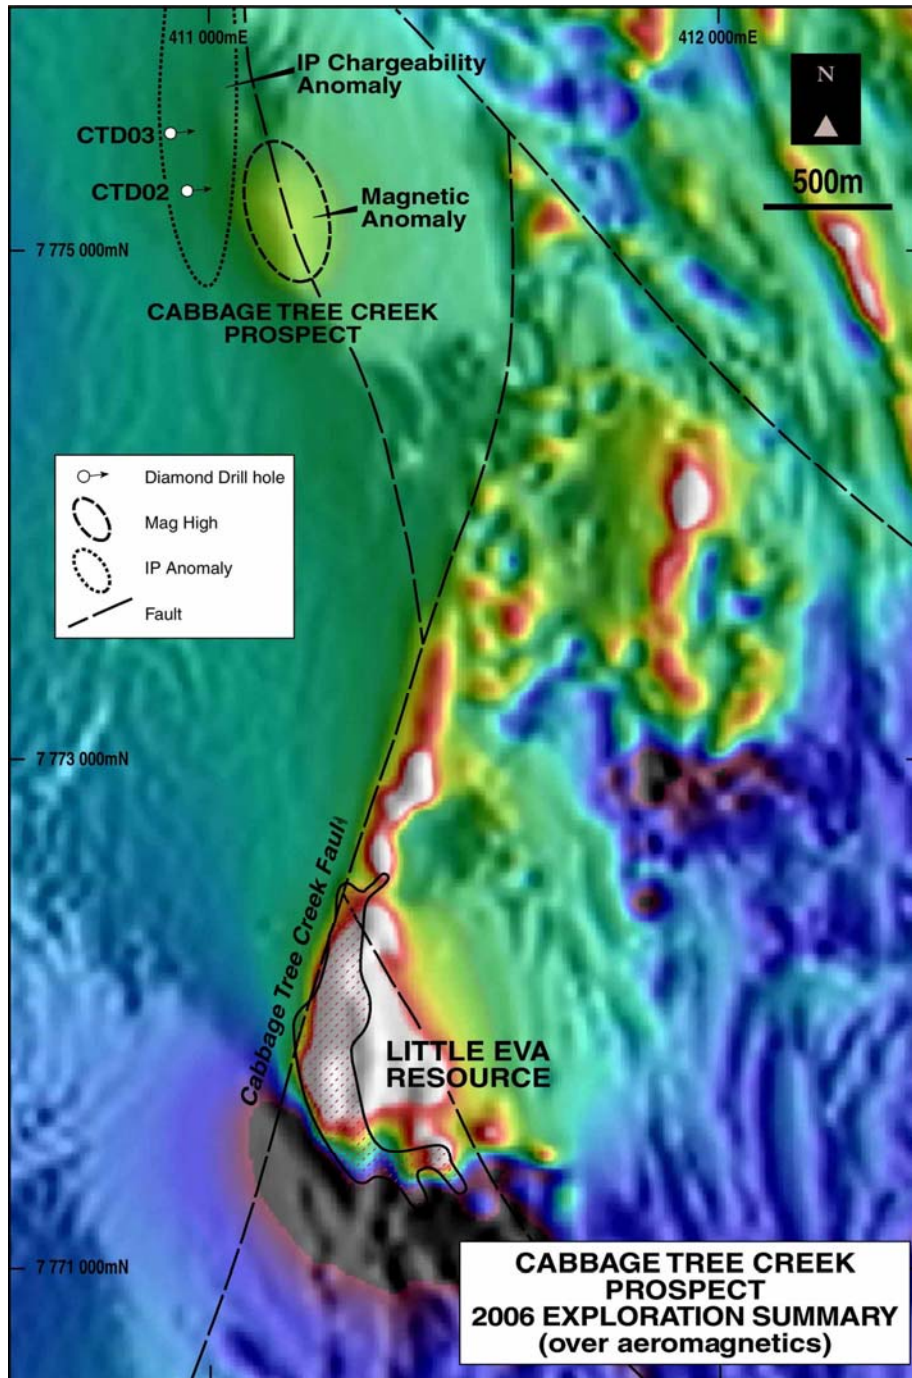 411 000mE
412 000mE
IP Chargeability
Anomaly
N
CTD03
500m
CTD02
Magnetic
Anomaly
7 775 000mN
CABBAGE TREE CREEK
PROSPECT
Diamond Drill hole
Mag High
IP Anomaly
Fault
7 773 000mN
Cabbage Tree Creek Fault
LITTLE EVA
RESOURCE
7 771 000mN
CABBAGE TREE CREEK
PROSPECT
2006 EXPLORATION SUMMARY
(over aeromagnetics)